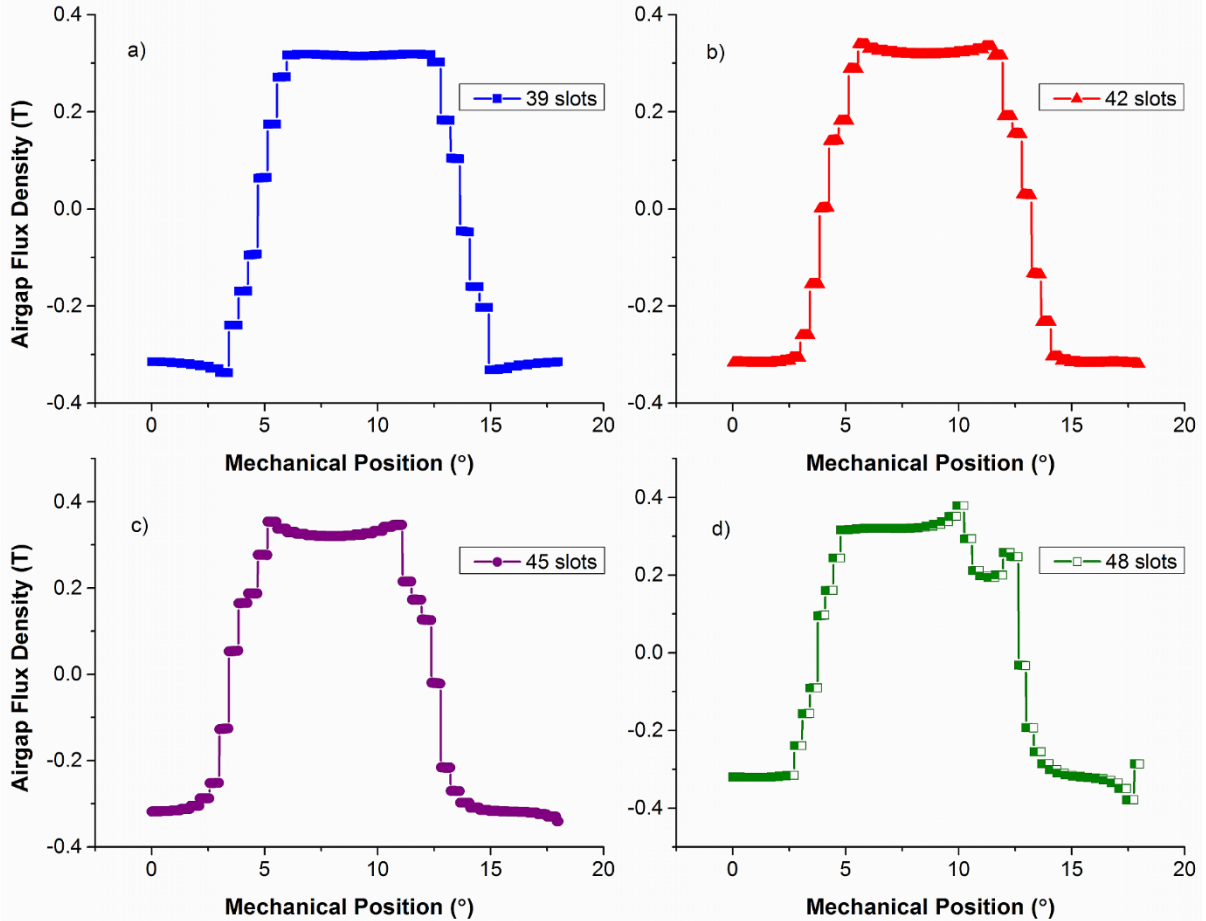 a)
39 slots
Airgap Flux Density (T)
0.4
0.2
0.0
-0.2
-0.4
0
5
10
15
20
Mechanical Position (°)
b)
42 slots
0.4
0.2
0.0
-0.2
-0.4
0
5
10
15
20
Mechanical Position (°)
c)
45 slots
Airgap Flux Density (T)
0.4
0.2
0.0
-0.2
-0.4
0
5
10
15
20
Mechanical Position (°)
d)
48 slots
0.4
0.2
0.0
-0.2
-0.4
0
5
10
15
20
Mechanical Position (°)